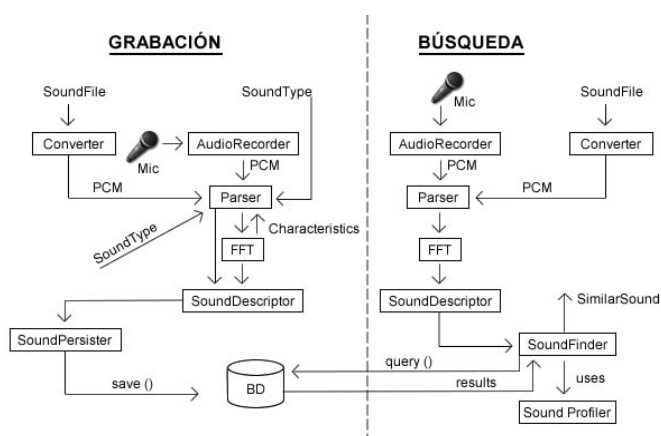 GRABACIÓN
SoundFile
SoundType
Converter
Mic
AudioRecorder
PCM
PCM
Parser
SoundType
Characteristics
FFT
SoundDescriptor
SoundPersister
save ()
BD
BÚSQUEDA
Mic
SoundFile
AudioRecorder
Converter
PCM
PCM
Parser
FFT
SoundDescriptor
SimilarSound
SoundFinder
query ()
results
uses
Sound Profiler